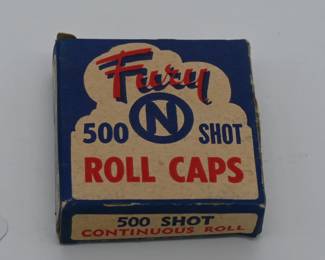 Fury
500 N SHOT
ROLL CAPS
500 SHOT
CONTINUOUS ROLL